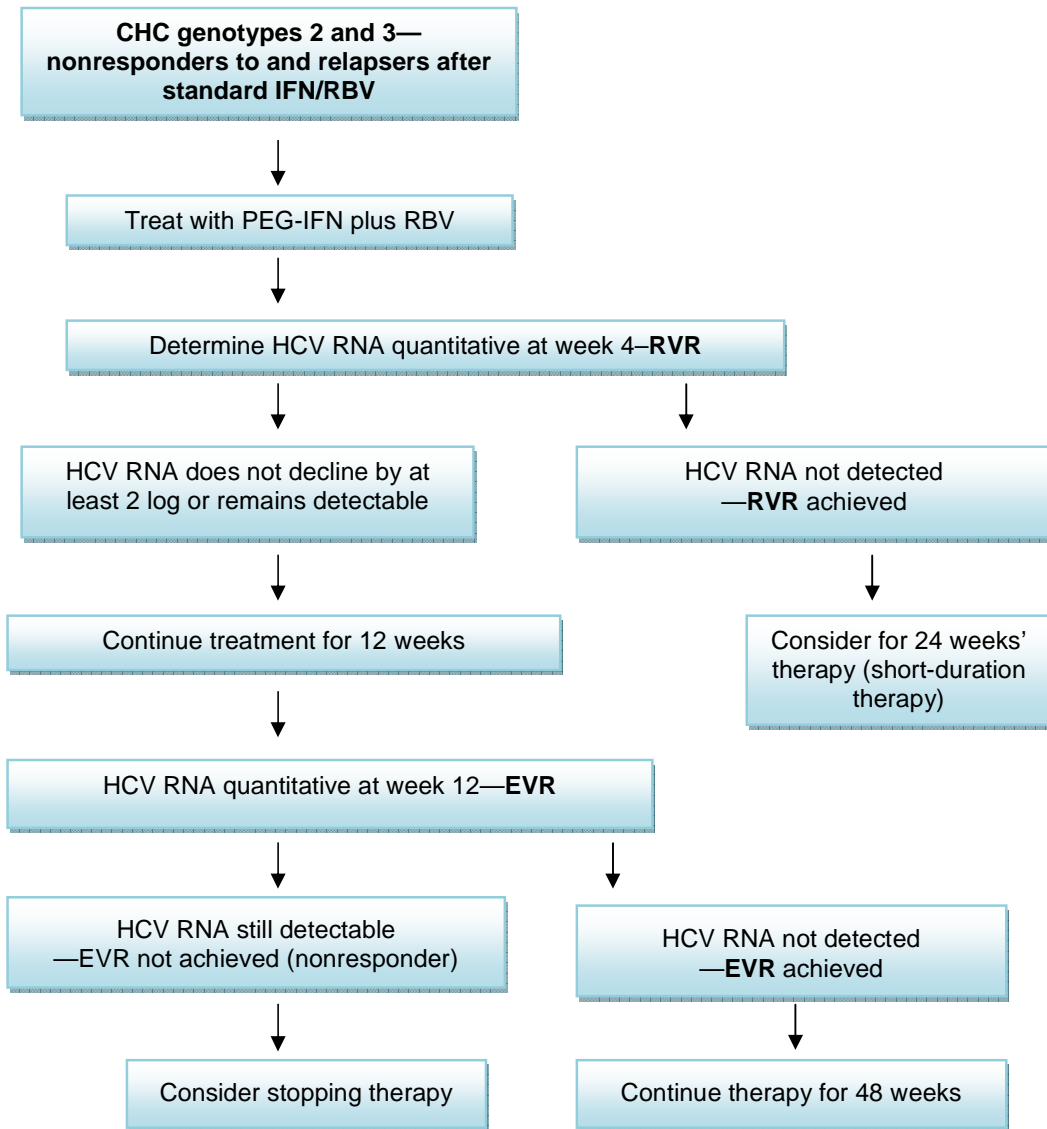 CHC genotypes 2 and 3—
nonresponders to and relapsers after
standard IFN/RBV
Treat with PEG-IFN plus RBV
Determine HCV RNA quantitative at week 4–RVR
HCV RNA does not decline by at
least 2 log or remains detectable
HCV RNA not detected
—RVR achieved
Continue treatment for 12 weeks
Consider for 24 weeks’
therapy (short-duration
therapy)
HCV RNA quantitative at week 12—EVR
HCV RNA still detectable
—EVR not achieved (nonresponder)
HCV RNA not detected
—EVR achieved
Consider stopping therapy
Continue therapy for 48 weeks